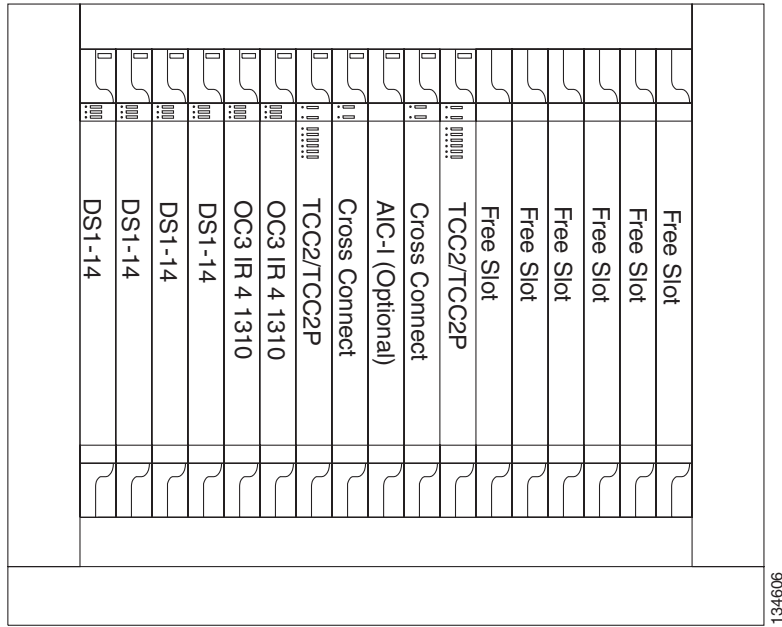 DS1-14
DS1-14
DS1-14
DS1-14
OC3 IR 4 1310
OC3 IR 4 1310
TCC2/TCC2P
Cross Connect
AIC-I (Optional)
Cross Connect
TCC2/TCC2P
Free Slot
Free Slot
Free Slot
Free Slot
Free Slot
Free Slot
134606